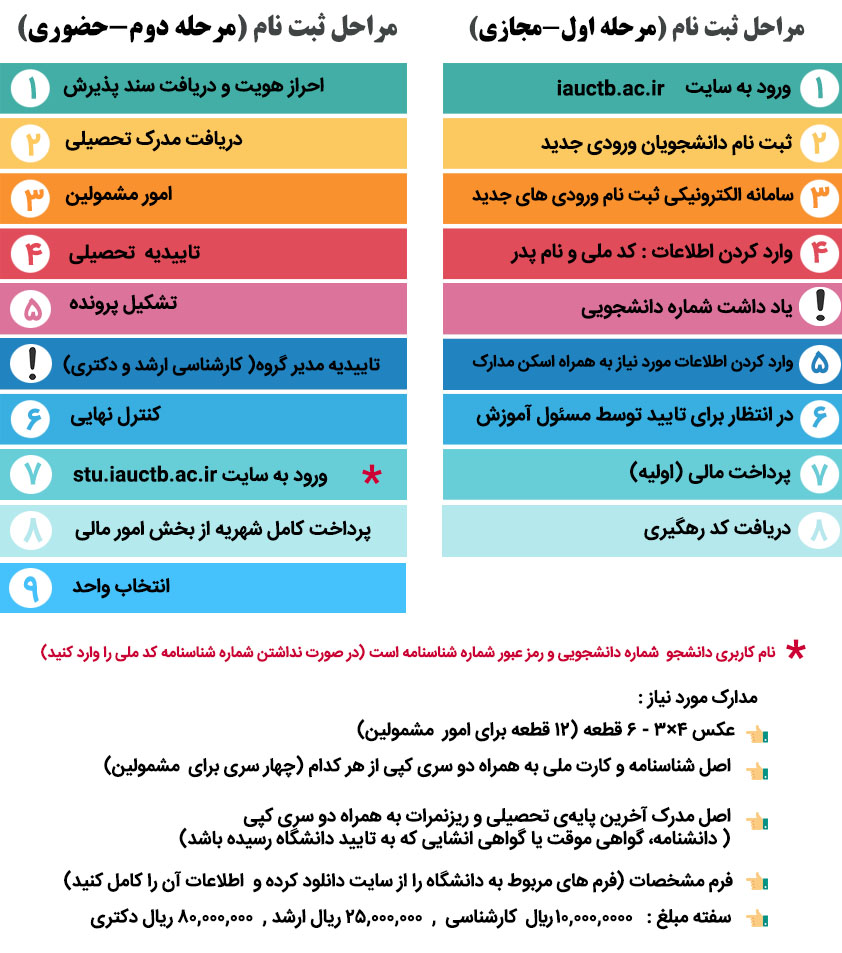 مراحل ثبت نام (مرحله اول-مجازی)
۱ ورود به سایت iauctb.ac.ir
۲ ثبت نام دانشجویان ورودی جدید
۳ سامانه الکترونیکی ثبت نام ورودی های جدید
۴ وارد کردن اطلاعات : کد ملی و نام پدر
! یاد داشت شماره دانشجویی
۵ وارد کردن اطلاعات مورد نیاز به همراه اسکن مدارک
۶ در انتظار برای تایید توسط مسئول آموزش
۷ پرداخت مالی (اولیه)
۸ دریافت کد رهگیری
مراحل ثبت نام (مرحله دوم-حضوری)
۱ احراز هویت و دریافت سند پذیرش
۲ دریافت مدرک تحصیلی
۳ امور مشمولین
۴ تاییدیه تحصیلی
۵ تشکیل پرونده
! تاییدیه مدیر گروه( کارشناسی ارشد و دکتری)
۶ کنترل نهایی
۷ * ورود به سایت stu.iauctb.ac.ir
۸ پرداخت کامل شهریه از بخش امور مالی
۹ انتخاب واحد
* نام کاربری دانشجو شماره دانشجویی و رمز عبور شماره شناسنامه است (در صورت نداشتن شماره شناسنامه کد ملی را وارد کنید)
مدارک مورد نیاز :
عکس ۴×۳ - ۶ قطعه (۱۲ قطعه برای امور مشمولین)
اصل شناسنامه و کارت ملی به همراه دو سری کپی از هر کدام (چهار سری برای مشمولین)
اصل مدرک آخرین پایه‌ی تحصیلی و ریزنمرات به همراه دو سری کپی
( دانشنامه، گواهی موقت یا گواهی انشایی که به تایید دانشگاه رسیده باشد)
فرم مشخصات (فرم های مربوط به دانشگاه را از سایت دانلود کرده و اطلاعات آن را کامل کنید)
سفته مبلغ : ۱۰,۰۰۰,۰۰۰۰ ریال کارشناسی , ۲۵,۰۰۰,۰۰۰ ریال ارشد , ۸۰,۰۰۰,۰۰۰ ریال دکتری